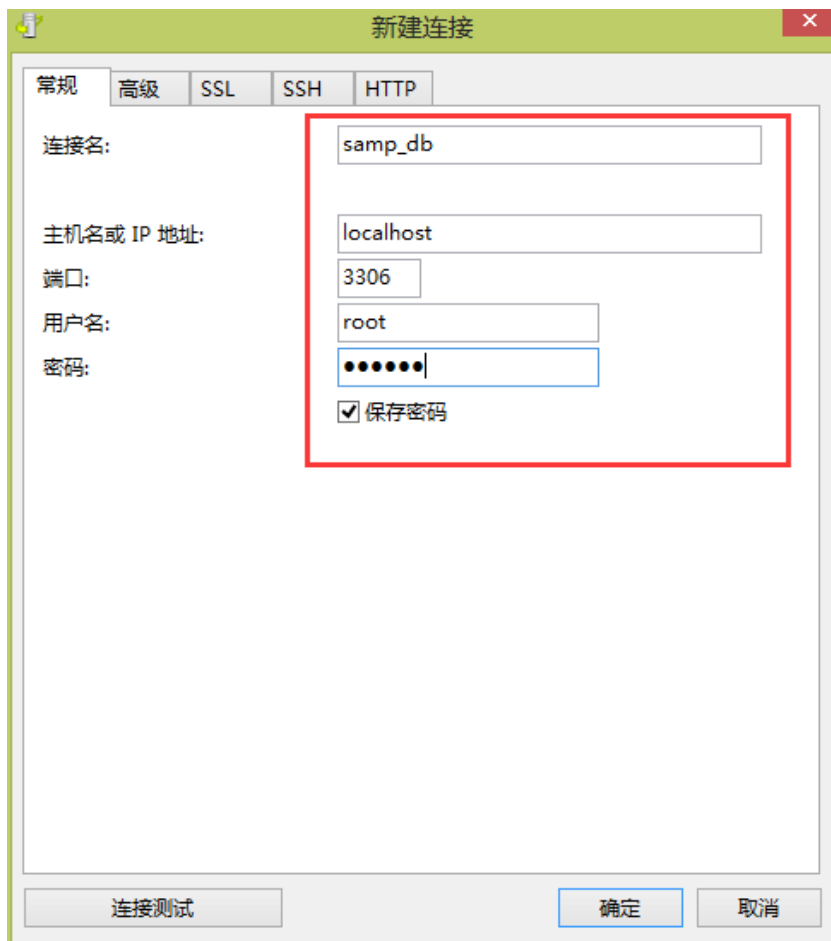 新建连接
常规 高级 SSL SSH HTTP
连接名: samp_db
主机名或 IP 地址: localhost
端口: 3306
用户名: root
密码: ●●●●●●
保存密码
连接测试 确定 取消